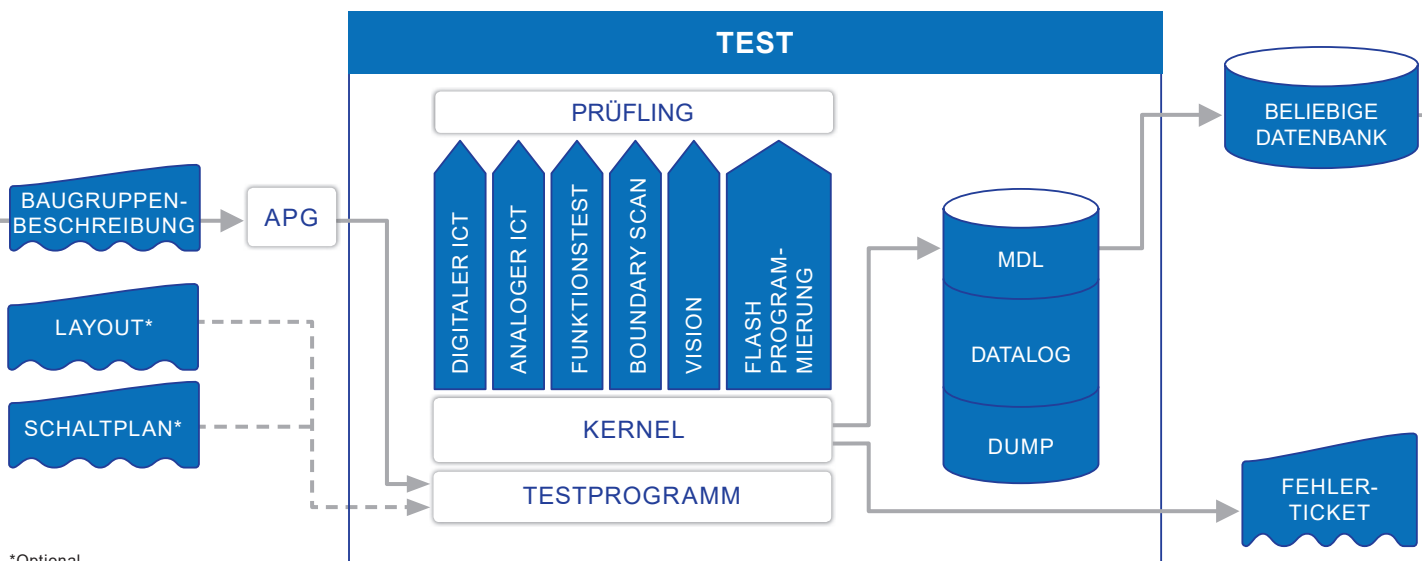 TEST
PRÜFLING
BELIEBIGE
DATENBANK
BAUGRUPPEN-
BESCHREIBUNG
APG
LAYOUT*
SCHALTPLAN*
DIGITALER ICT
ANALOGER ICT
FUNKTIONSTEST
BOUNDARY SCAN
VISION
FLASH
PROGRAM-
MIERUNG
KERNEL
TESTPROGRAMM
MDL
DATALOG
DUMP
FEHLER-
TICKET
*Optional